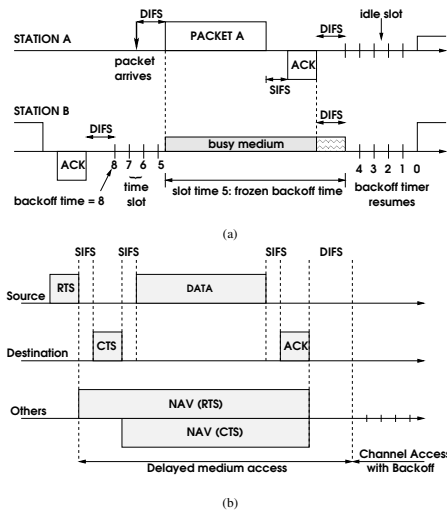 STATION A
DIFS
PACKET A
DIFS
idle slot
packet
arrives
SIFS
ACK
STATION B
DIFS
busy medium
DIFS
ACK
8 7 6 5
4 3 2 1 0
backoff time = 8
time
slot
slot time 5: frozen backoff time
backoff timer
resumes
(a)
SIFS SIFS SIFS DIFS
Source
RTS
DATA
Destination
CTS
ACK
Others
NAV (RTS)
NAV (CTS)
Delayed medium access
Channel Access
with Backoff
(b)